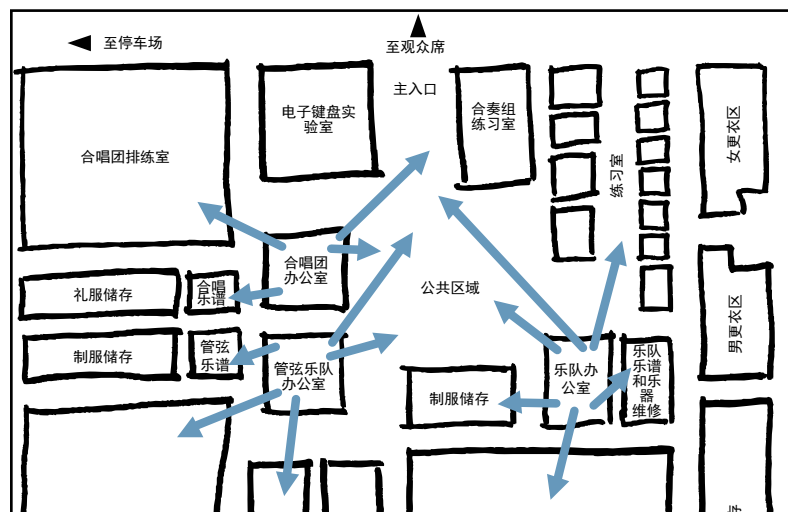 至停车场
至观众席
主入口
电子键盘实
验室
合奏组
练习室
合唱团排练室
练习室
女更衣区
合唱团
办公室
礼服储存
合唱
乐谱
公共区域
男更衣区
制服储存
管弦
乐谱
管弦乐队
办公室
制服储存
乐队办
公室
乐队
乐谱
和乐
器
维修